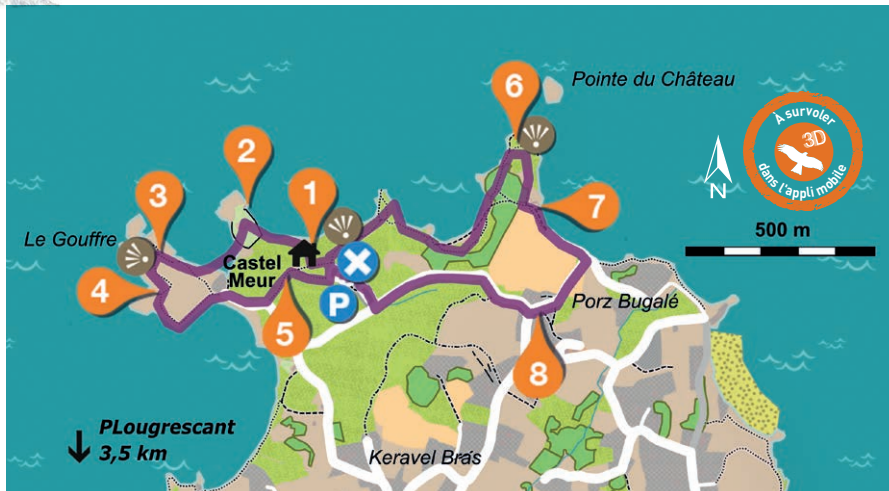 6
Pointe du Château
À survoler
3D
dans l'appli mobile
2
N
3
1
7
500 m
Le Gouffre
Castel
Meur
4
P
5
Porz Bugalé
8
PLougrescant
3,5 km
Keravel Bras